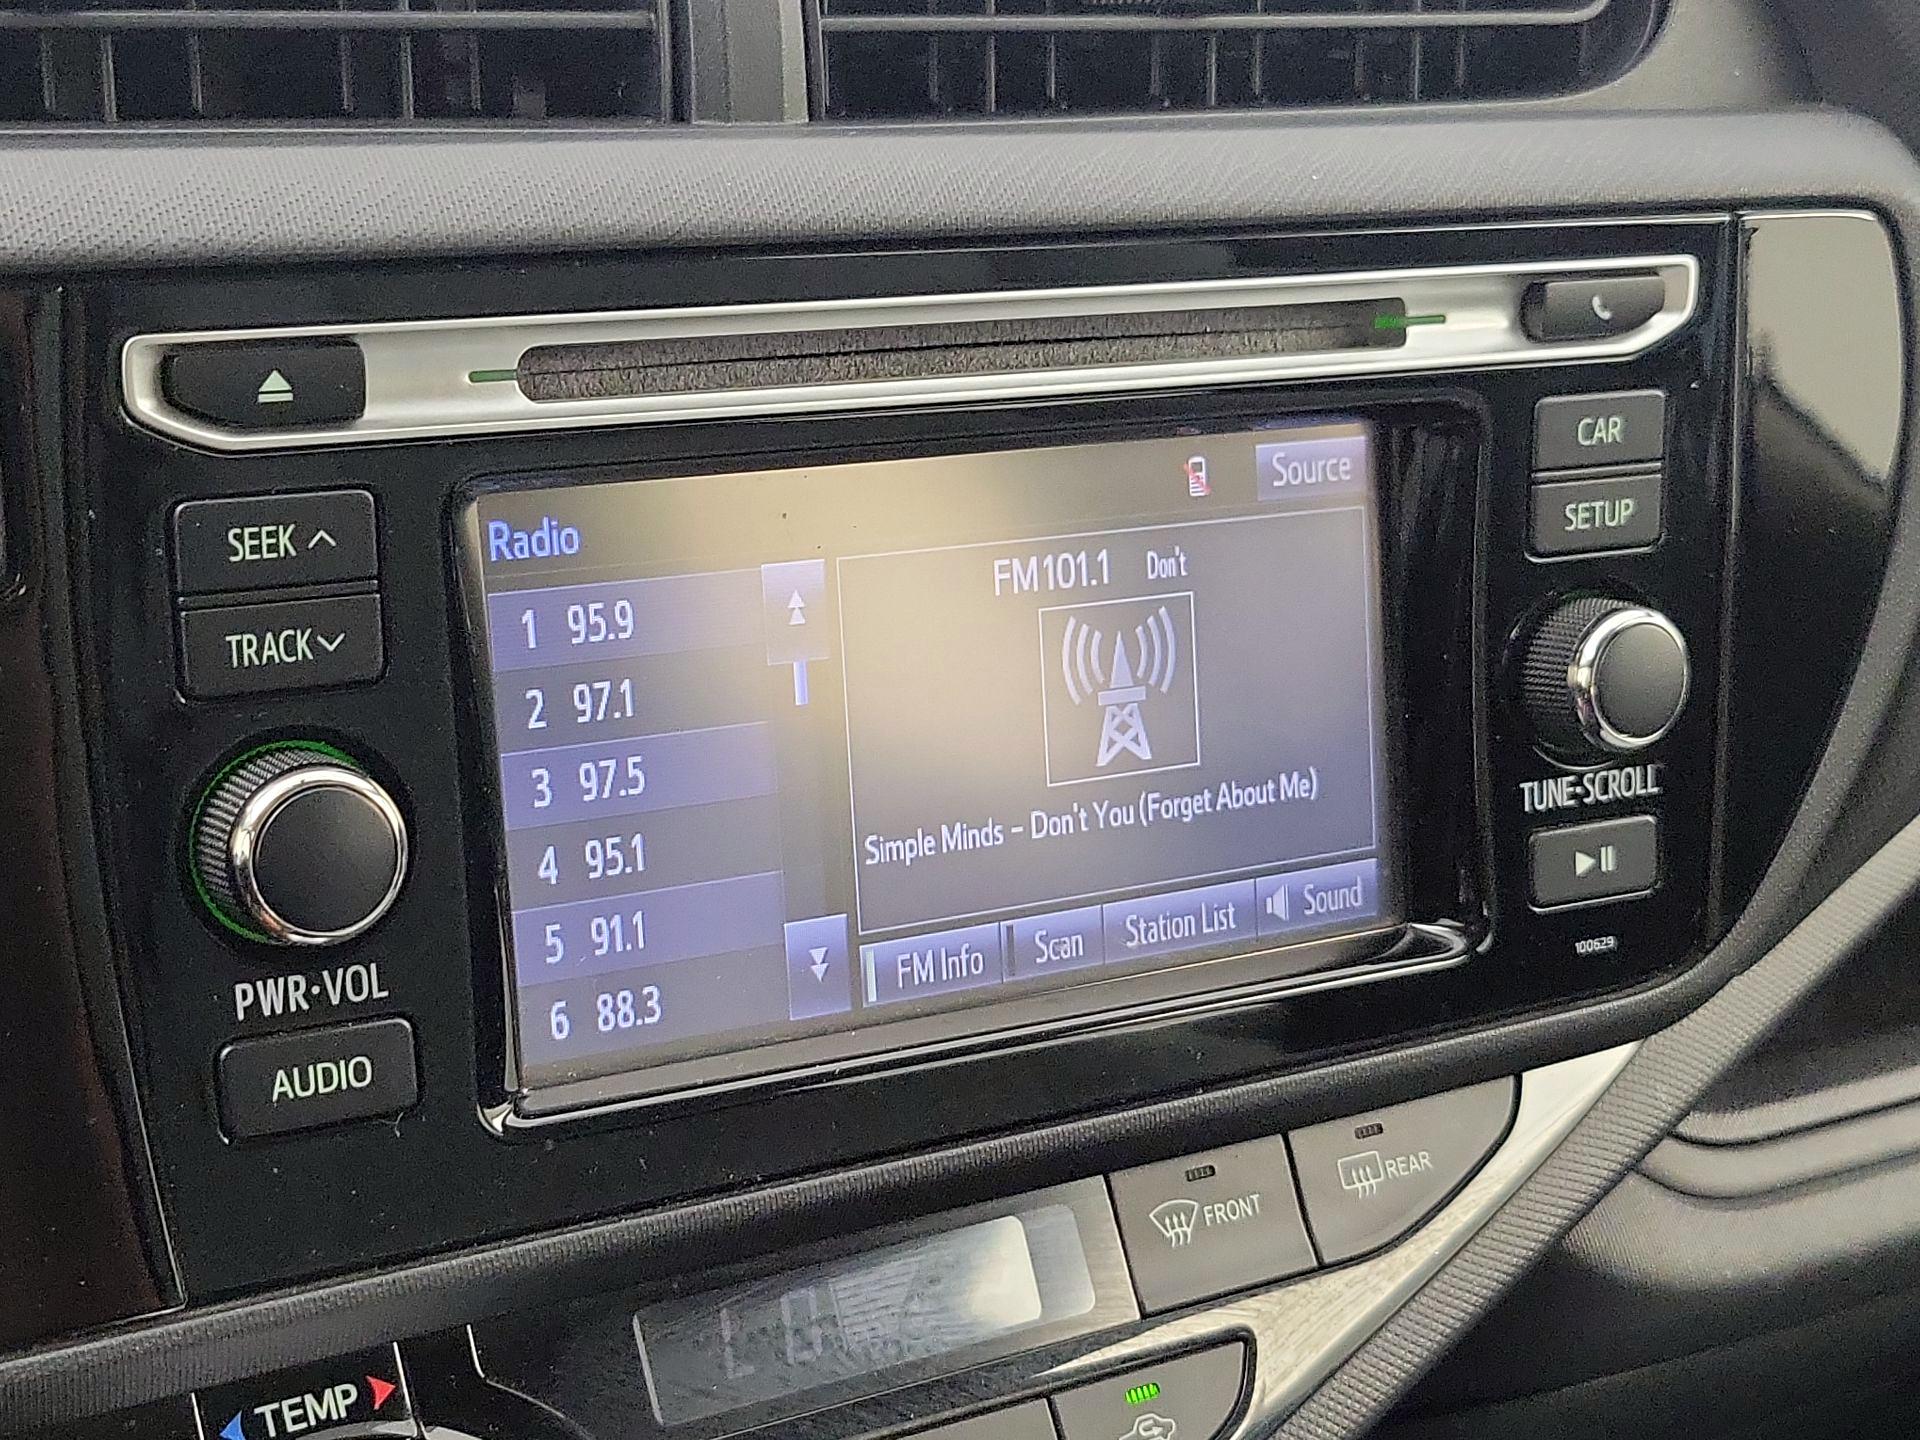 SEEK
TRACK
PWR•VOL
AUDIO
Radio
Source
1 95.9
2 97.1
3 97.5
4 95.1
5 91.1
6 88.3
FM 101.1 Don't
Simple Minds - Don't You (Forget About Me)
FM Info
Scan
Station List
Sound
CAR
SETUP
TUNE•SCROLL
100629
FRONT
REAR
TEMP